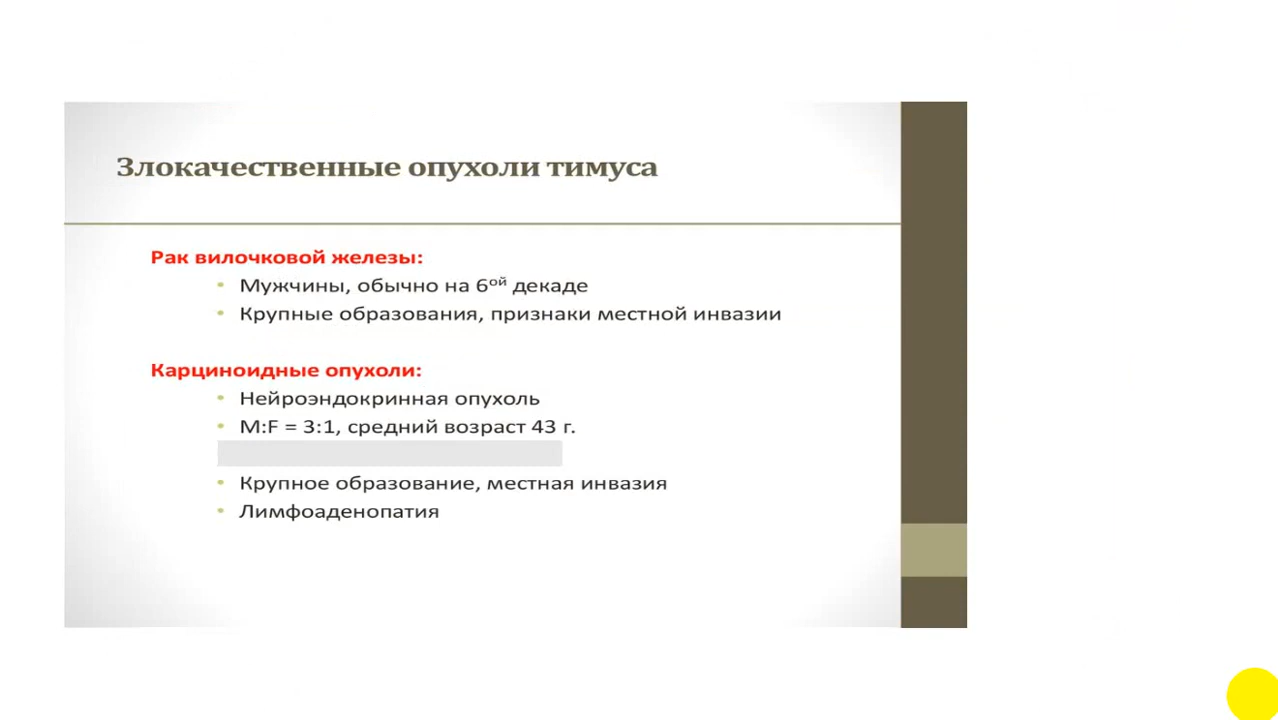 Злокачественные опухоли тимуса
Рак вилочковой железы:
• Мужчины, обычно на 6ой декаде
• Крупные образования, признаки местной инвазии
Карциноидные опухоли:
• Нейроэндокринная опухоль
• M:F = 3:1, средний возраст 43 г.
• Крупное образование, местная инвазия
• Лимфоаденопатия